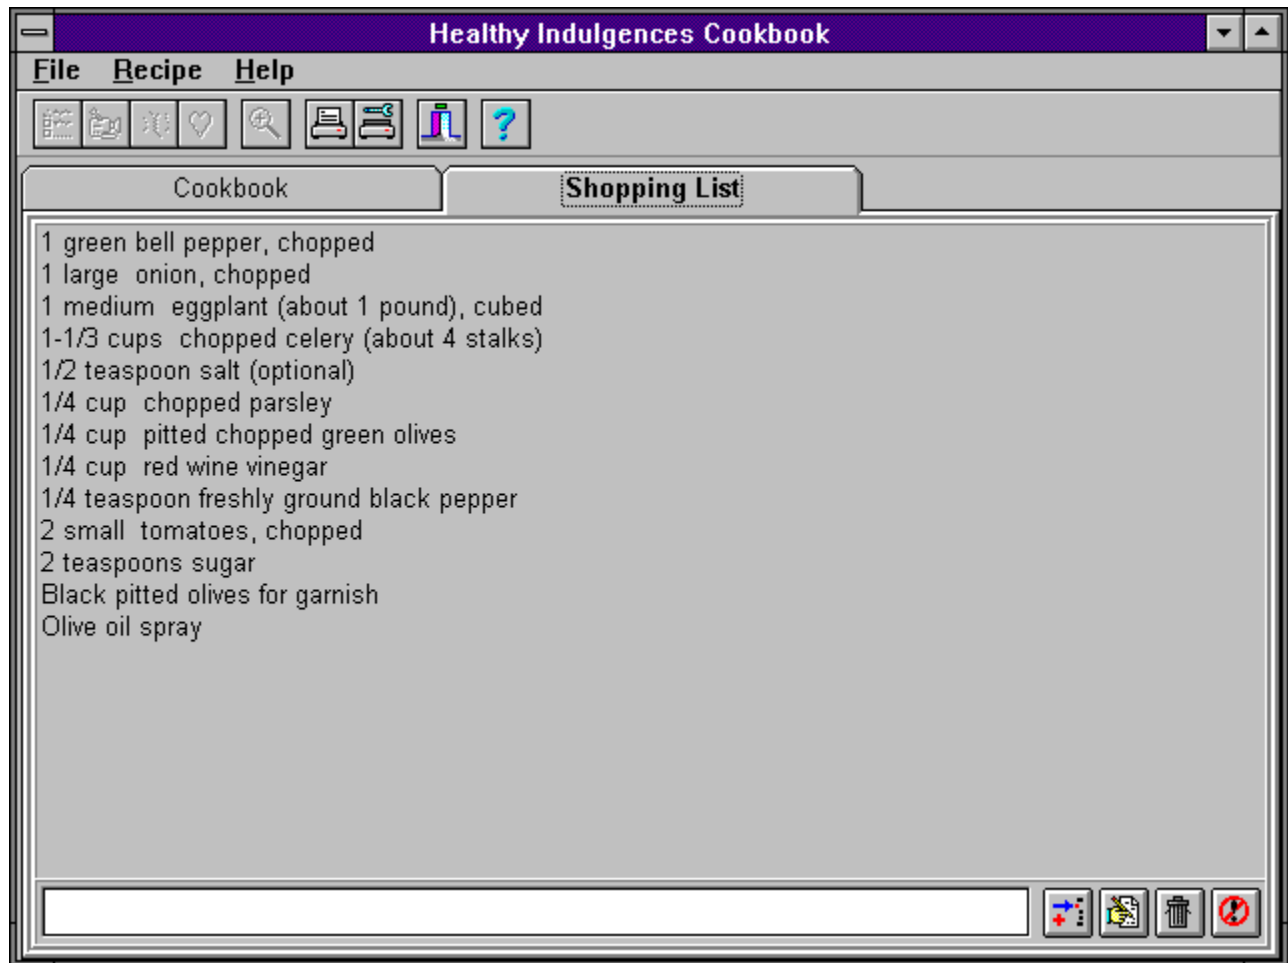 Healthy Indulgences Cookbook
File Recipe Help
?
Cookbook Shopping List
1 green bell pepper, chopped
1 large  onion, chopped
1 medium  eggplant (about 1 pound), cubed
1-1/3 cups  chopped celery (about 4 stalks)
1/2 teaspoon salt (optional)
1/4 cup  chopped parsley
1/4 cup  pitted chopped green olives
1/4 cup  red wine vinegar
1/4 teaspoon freshly ground black pepper
2 small  tomatoes, chopped
2 teaspoons sugar
Black pitted olives for garnish
Olive oil spray